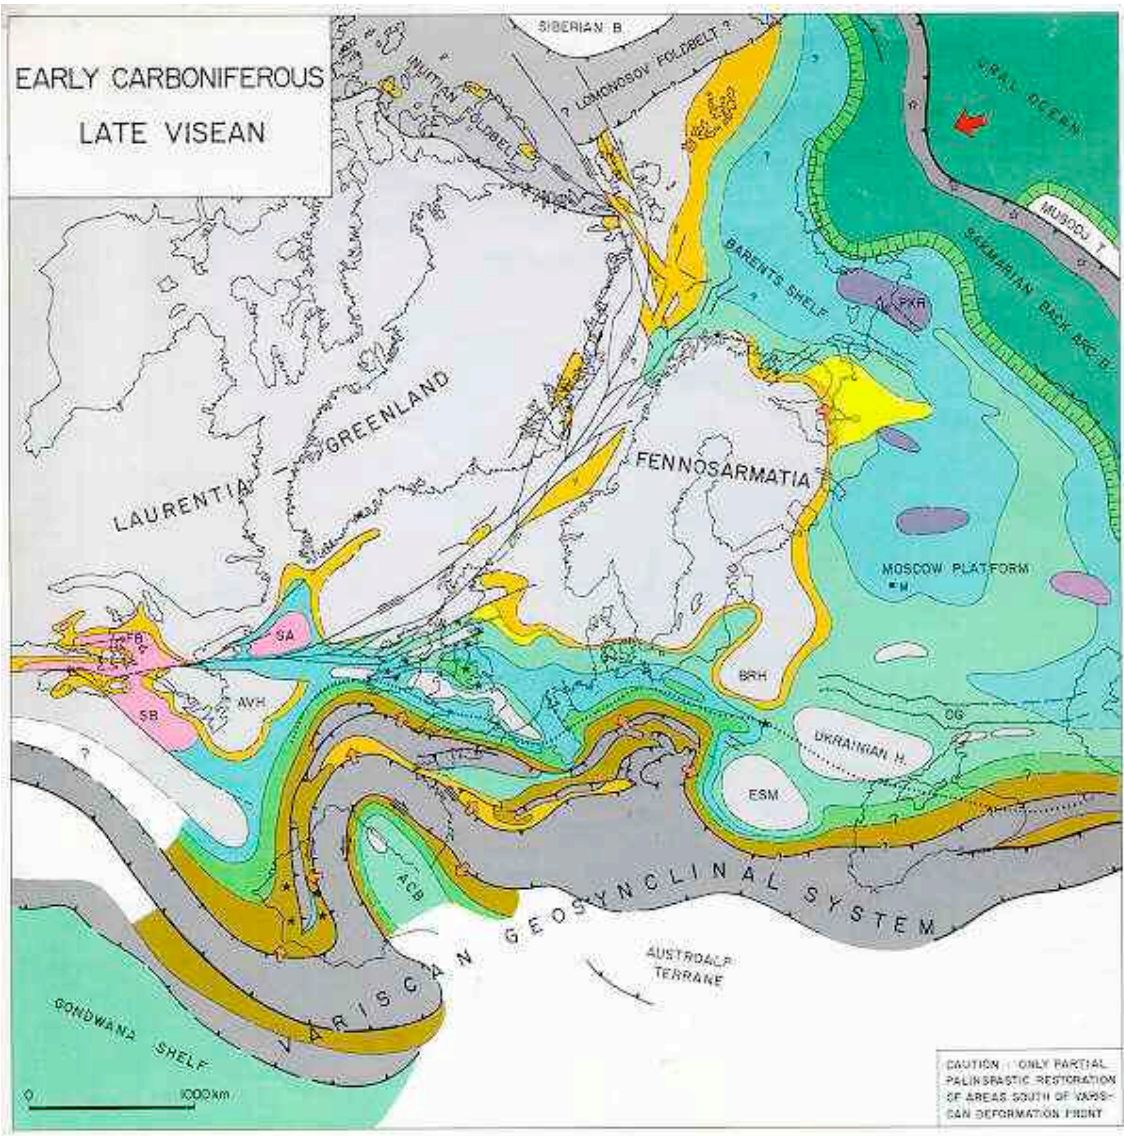 EARLY CARBONIFEROUS
LATE VISEAN
SIBERIAN B.
LOMONOSOV FOLDBELT ?
?
INUITIAN
FOLDBELT
URAL OCEAN
MUGODJ T
SAKMARIAN BACK ARC-B.
BARENTS SHELF
PKR
GREENLAND
LAURENTIA
FENNOSARMATIA
MOSCOW PLATFORM
M
FB
SA
SB
AVH
BRH
DG
UKRAINIAN H.
ESM
?
ACB
VARISCAN GEOSYNCLINAL SYSTEM
AUSTROALP
TERRANE
GONDWANA SHELF
0 1000km
CAUTION : ONLY PARTIAL
PALINSPASTIC RESTORATION
OF AREAS SOUTH OF VARIS-
CAN DEFORMATION FRONT